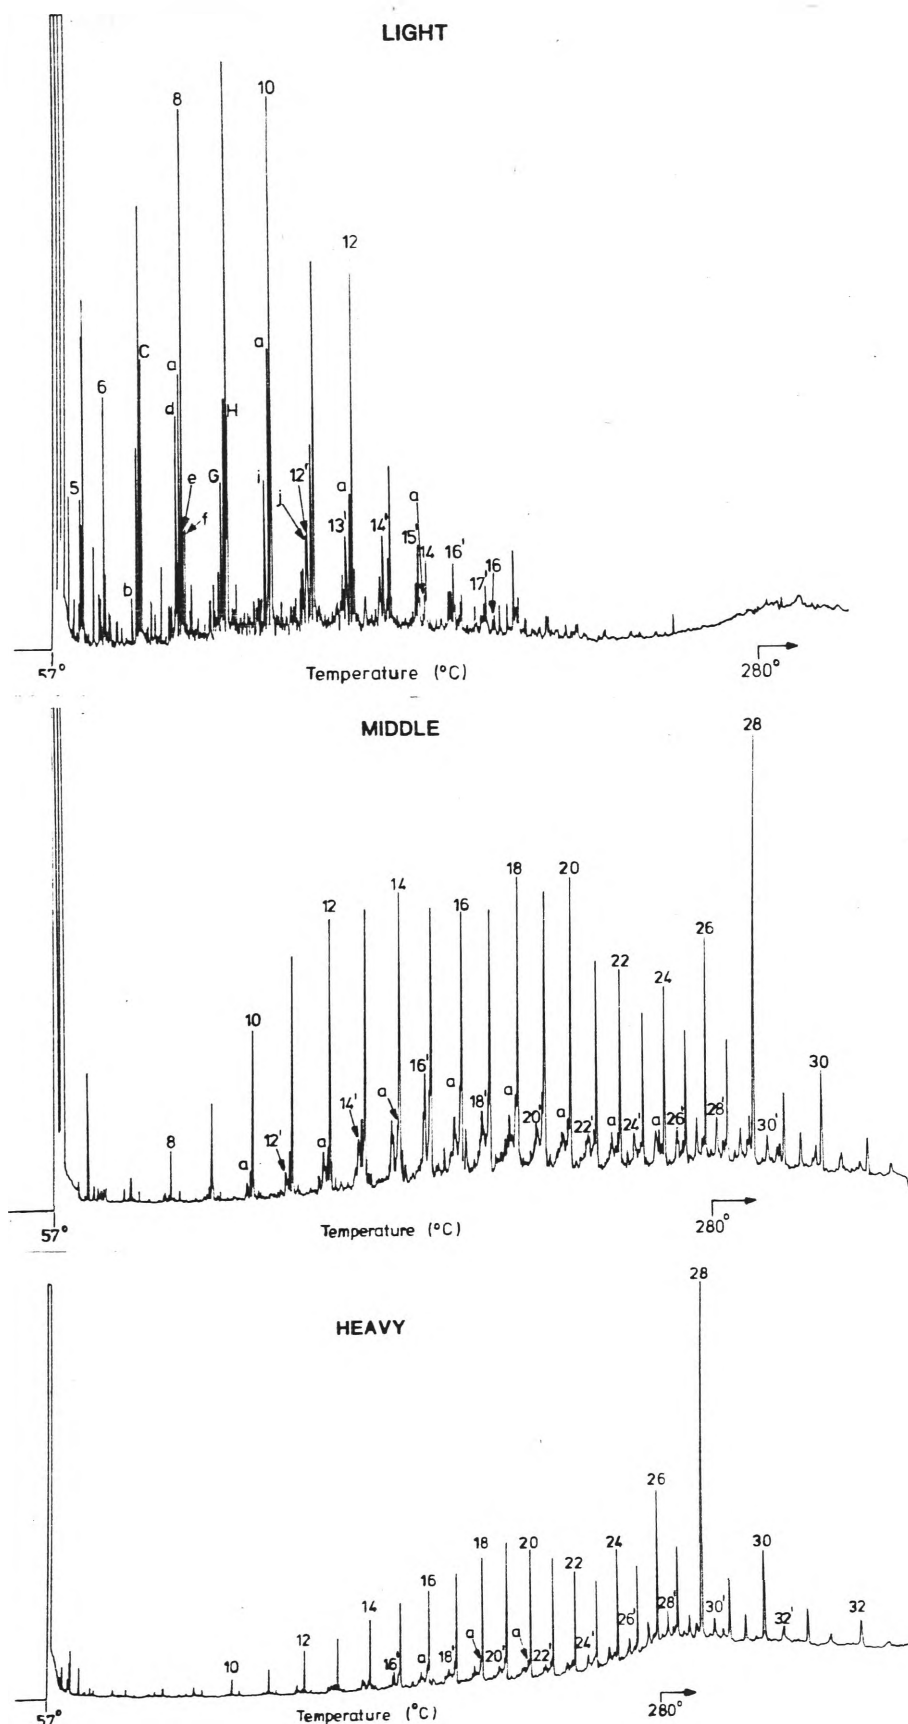 LIGHT
8
10
12
C
a
a
6
d
5
e
G
H
i
12'
a
a
f
j
13'
14'
15'
14
b
16'
17'
16
57°
Temperature (°C)
280°
MIDDLE
28
14
18
20
12
16
26
22
24
10
30
16'
a
a
a
14'
18'
20'
a
22'
a
24'
a
26'
28'
30'
8
a
12'
a
57°
Temperature (°C)
280°
28
HEAVY
26
18
20
24
30
22
16
14
12
10
16'
a
18'
a
20'
a
22'
24'
26'
28'
30'
32'
32
57°
Temperature (°C)
280°